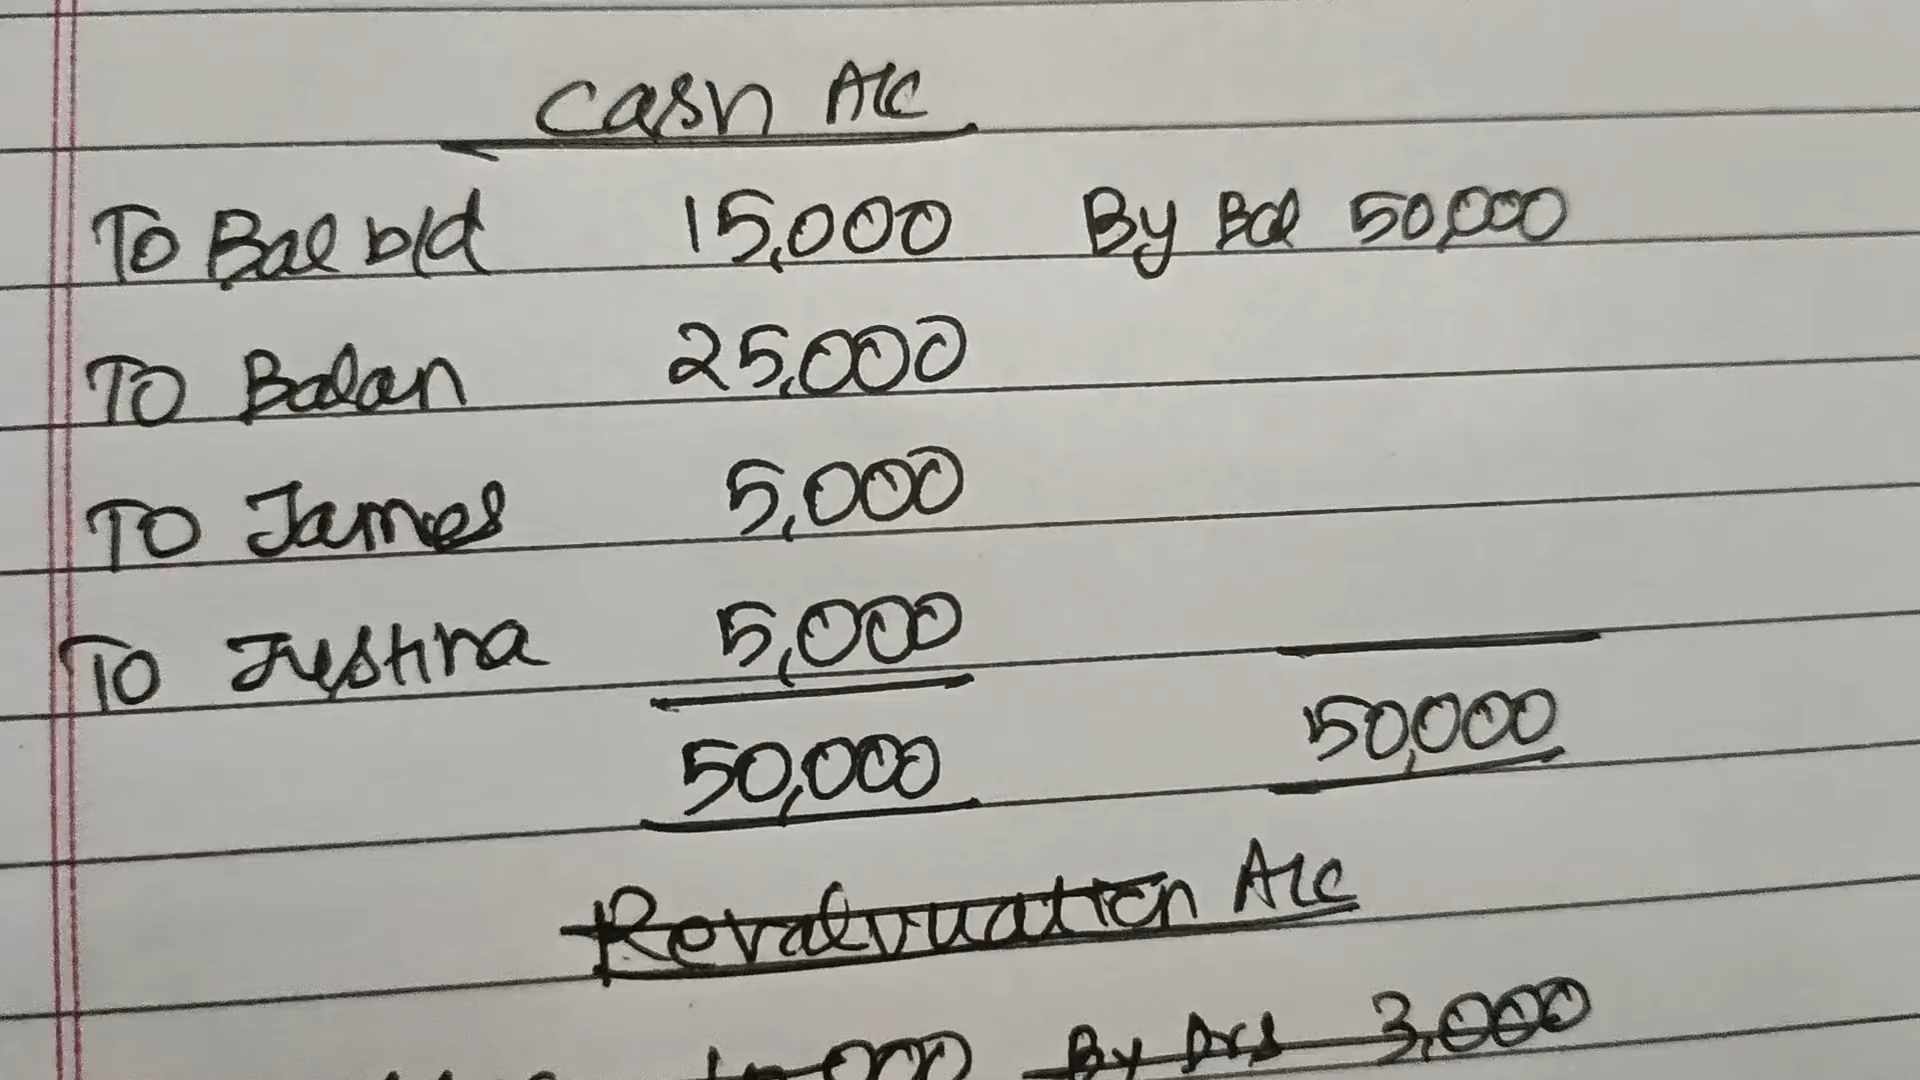 Cash A/c
To Bal b/d 15,000 By Bal 50,000
To Balan 25,000
To James 5,000
To Justina 5,000
50,000 50,000
Revalvuation A/c
By Drs 3,000